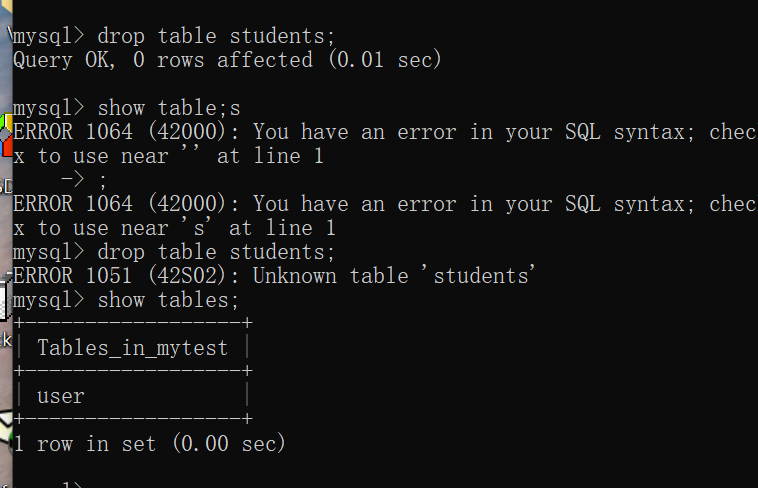 mysql> drop table students;
Query OK, 0 rows affected (0.01 sec)
mysql> show table;s
ERROR 1064 (42000): You have an error in your SQL syntax; chec
x to use near '' at line 1
-> ;
ERROR 1064 (42000): You have an error in your SQL syntax; chec
x to use near 's' at line 1
mysql> drop table students;
ERROR 1051 (42S02): Unknown table 'students'
mysql> show tables;
+------------------+
| Tables_in_mytest |
+------------------+
| user             |
+------------------+
1 row in set (0.00 sec)
mysql>